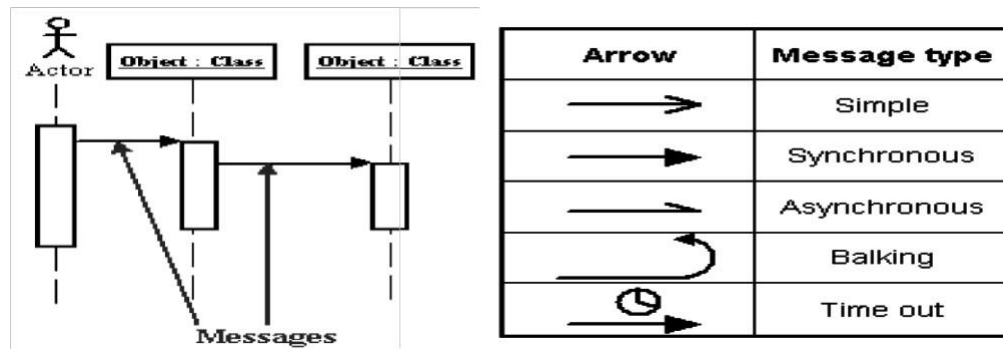 Actor
Object : Class
Object : Class
Messages
Arrow Message type
Simple
Synchronous
Asynchronous
Balking
Time out